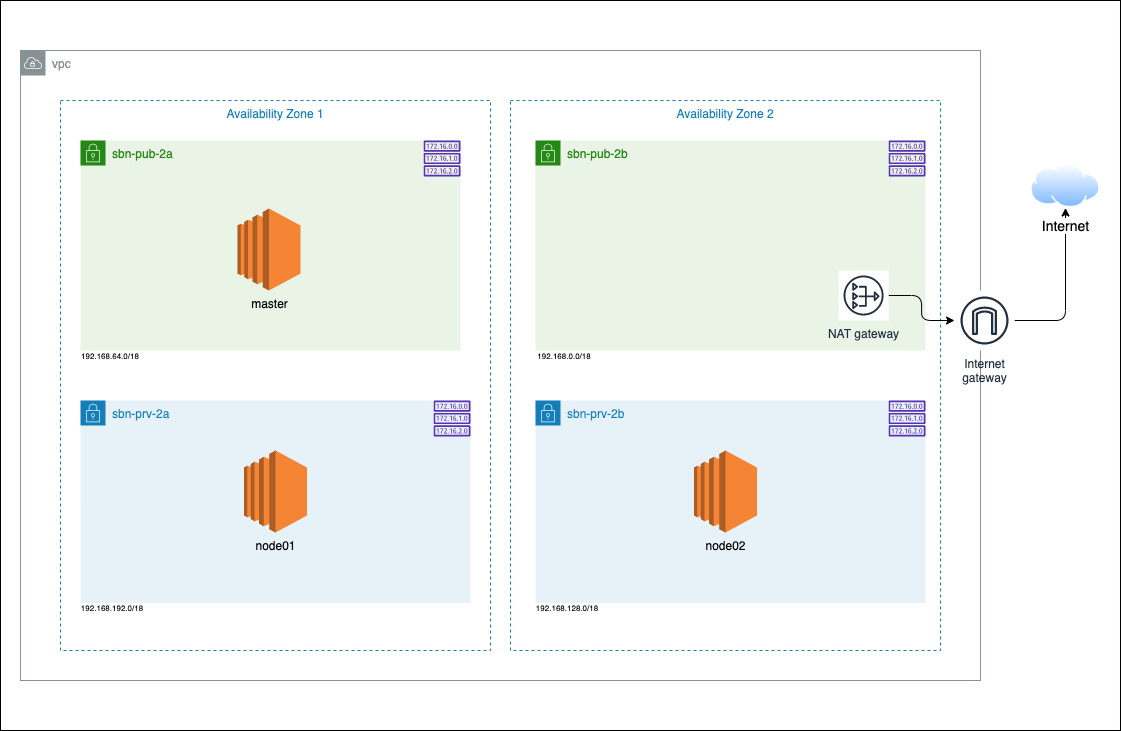 vpc
Availability Zone 1
Availability Zone 2
sbn-pub-2a
172.16.0.0
172.16.1.0
172.16.2.0
sbn-pub-2b
172.16.0.0
172.16.1.0
172.16.2.0
master
NAT gateway
192.168.64.0/18
192.168.0.0/18
Internet
Internet
gateway
sbn-prv-2a
172.16.0.0
172.16.1.0
172.16.2.0
sbn-prv-2b
172.16.0.0
172.16.1.0
172.16.2.0
node01
node02
192.168.192.0/18
192.168.128.0/18